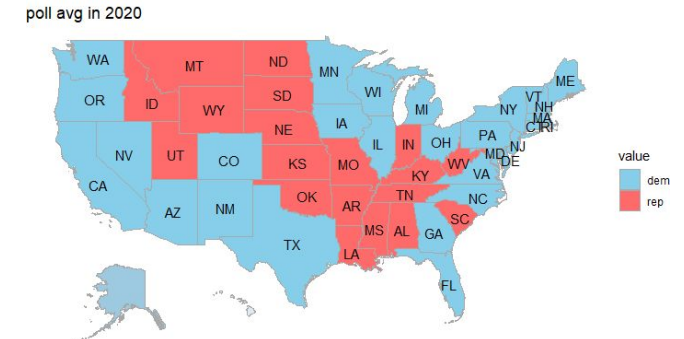 poll avg in 2020
WA
MT
ND
MN
ME
VT
NH
OR
ID
SD
WI
MI
NY
MA
CT
RI
WY
IA
NE
PA
NJ
OH
IL
IN
MD
DE
NV
UT
CO
KS
MO
WV
VA
KY
CA
OK
TN
NC
AZ
NM
AR
SC
MS
AL
GA
TX
LA
FL
value
dem
rep